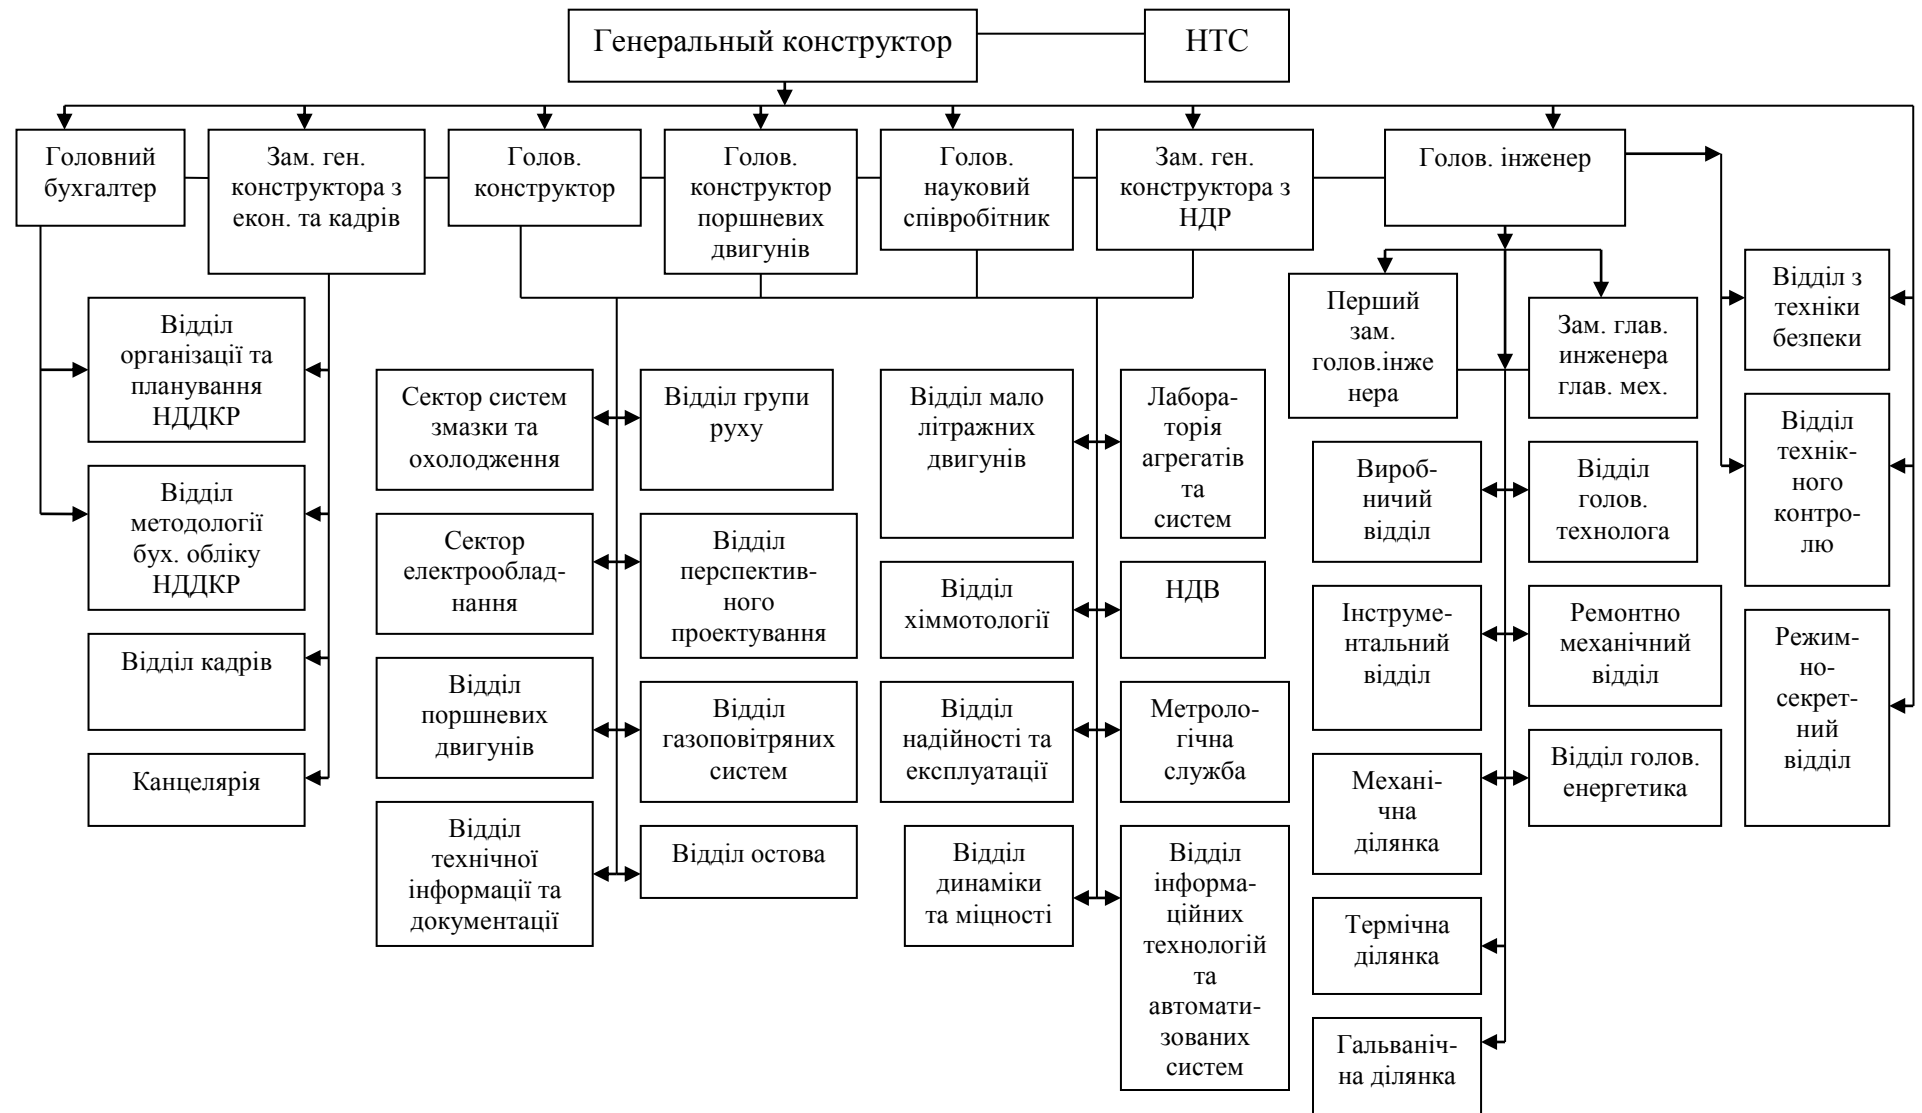 Генеральный конструктор
НТС
Головний
бухгалтер
Зам. ген.
конструктора з
екон. та кадрів
Голов.
конструктор
Голов.
конструктор
поршневих
двигунів
Голов.
науковий
співробітник
Зам. ген.
конструктора з
НДР
Голов. інженер
Відділ
організації та
планування
НДДКР
Відділ
методології
бух. обліку
НДДКР
Відділ кадрів
Канцелярія
Сектор систем
змазки та
охолодження
Відділ групи
руху
Сектор
електрооблад-
нання
Відділ
перспектив-
ного
проектування
Відділ
поршневих
двигунів
Відділ
газоповітряних
систем
Відділ
технічної
інформації та
документації
Відділ остова
Відділ мало
літражних
двигунів
Лабора-
торія
агрегатів
та
систем
Відділ
хіммотології
НДВ
Відділ
надійності та
експлуатації
Метроло-
гічна
служба
Відділ
динаміки
та міцності
Відділ
інформа-
ційних
технологій
та
автомати-
зованих
систем
Перший
зам.
голов.інже
нера
Зам. глав.
инженера
глав. мех.
Вироб-
ничий
відділ
Відділ
голов.
технолога
Інструме-
нтальний
відділ
Ремонтно
механічний
відділ
Механі-
чна
ділянка
Відділ голов.
енергетика
Термічна
ділянка
Гальваніч-
на ділянка
Відділ з
техніки
безпеки
Відділ
технік-
ного
контро-
лю
Режим-
но-
секрет-
ний
відділ